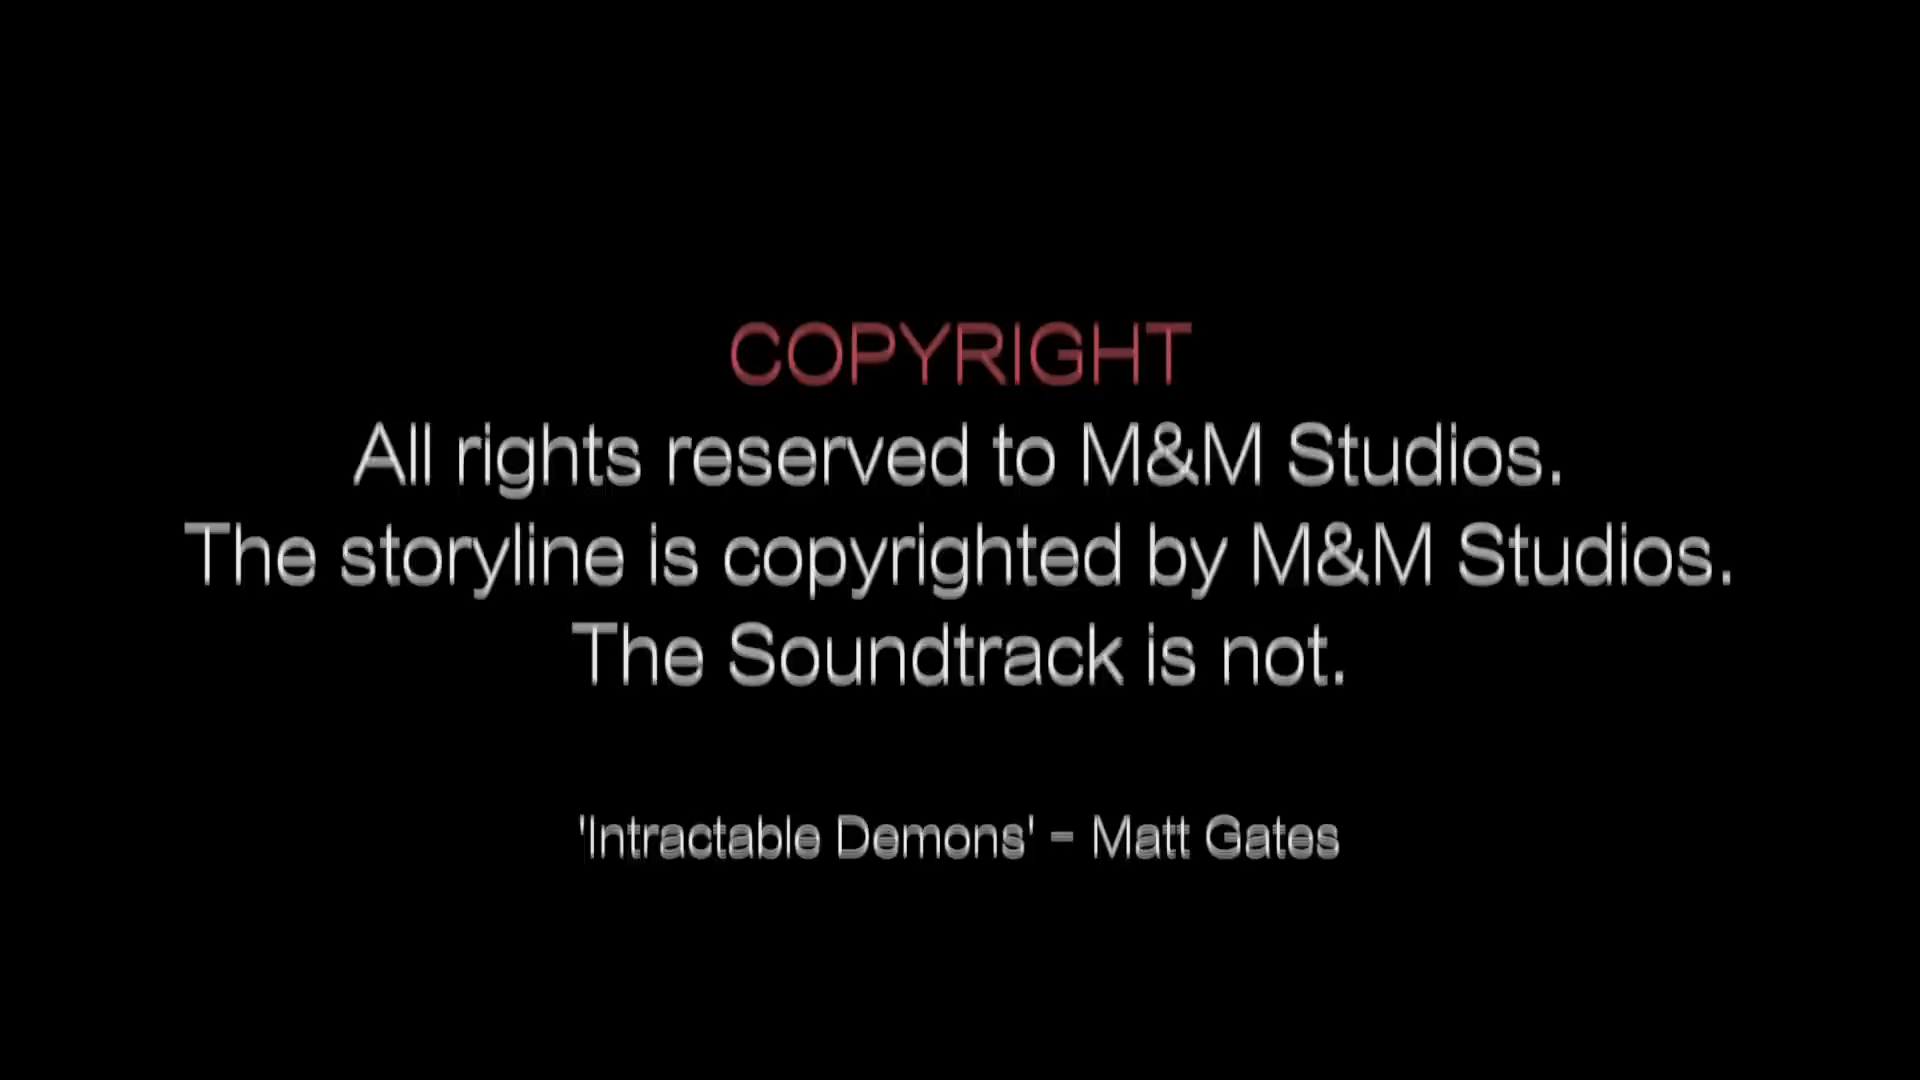 COPYRIGHT
All rights reserved to M&M Studios.
The storyline is copyrighted by M&M Studios.
The Soundtrack is not.
'Intractable Demons' - Matt Gates